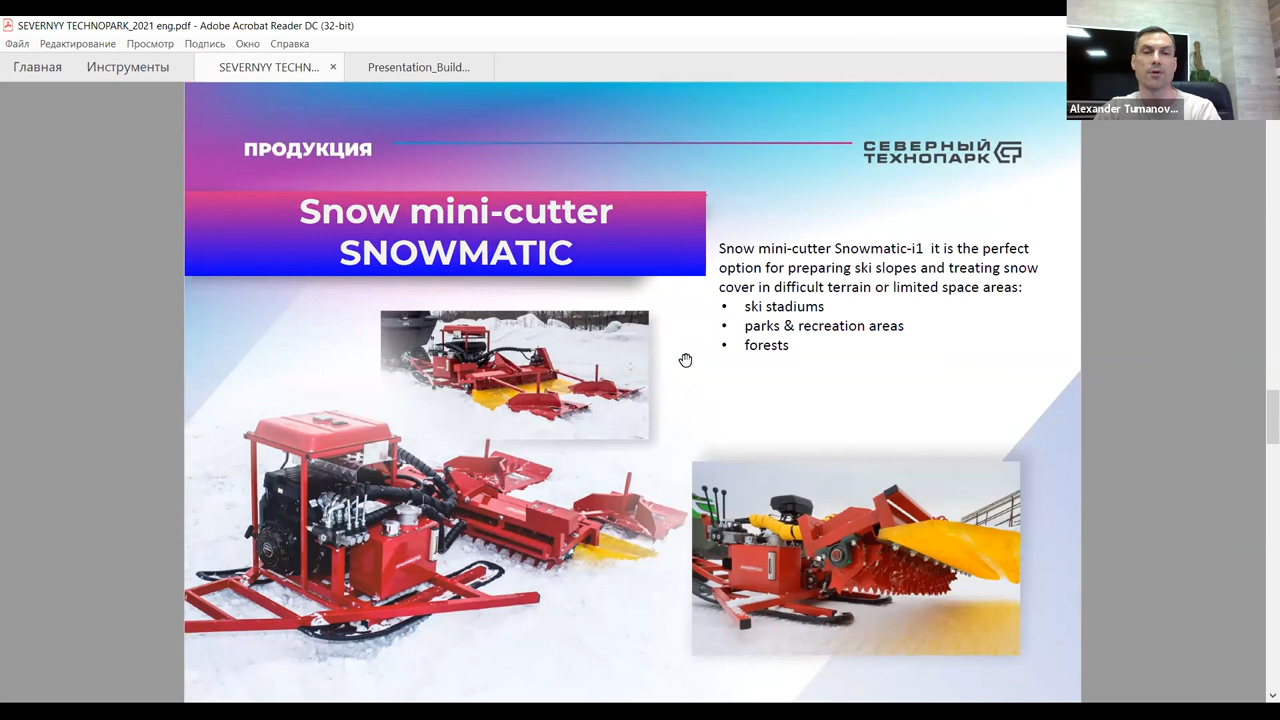 SEVERNYY TECHNOPARK_2021 eng.pdf - Adobe Acrobat Reader DC (32-bit)
Файл Редактирование Просмотр Подпись Окно Справка
Главная Инструменты SEVERNYY TECHN... × Presentation_Build...
Alexander Tumanov...
ПРОДУКЦИЯ
СЕВЕРНЫЙ
ТЕХНОПАРК
Snow mini-cutter
SNOWMATIC
Snow mini-cutter Snowmatic-i1 it is the perfect
option for preparing ski slopes and treating snow
cover in difficult terrain or limited space areas:
• ski stadiums
• parks & recreation areas
• forests